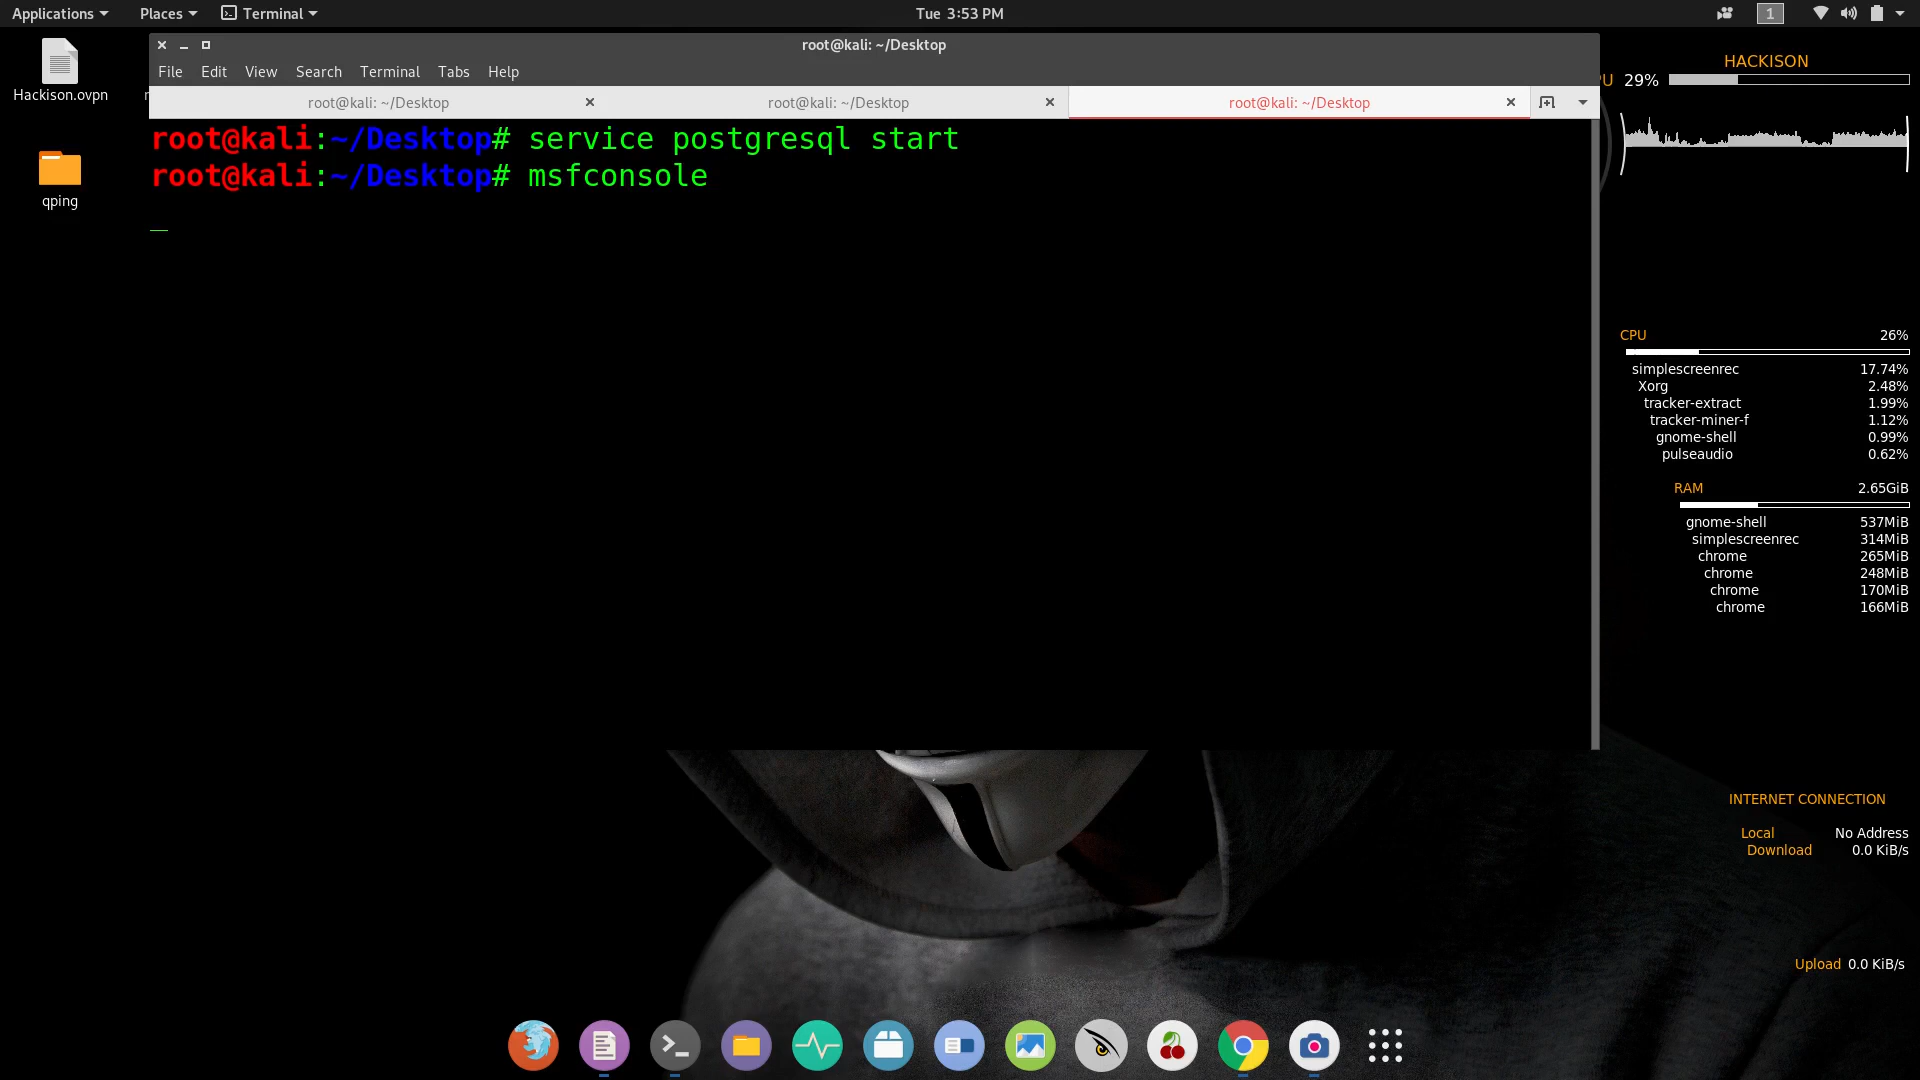 Applications Places Terminal Tue 3:53 PM 1
root@kali: ~/Desktop
File Edit View Search Terminal Tabs Help
root@kali: ~/Desktop root@kali: ~/Desktop root@kali: ~/Desktop
root@kali:~/Desktop# service postgresql start
root@kali:~/Desktop# msfconsole
Hackison.ovpn
qping
HACKISON
29%
CPU 26%
simplescreenrec 17.74%
Xorg 2.48%
tracker-extract 1.99%
tracker-miner-f 1.12%
gnome-shell 0.99%
pulseaudio 0.62%
RAM 2.65GiB
gnome-shell 537MiB
simplescreenrec 314MiB
chrome 265MiB
chrome 248MiB
chrome 170MiB
chrome 166MiB
INTERNET CONNECTION
Local No Address
Download 0.0 KiB/s
Upload 0.0 KiB/s